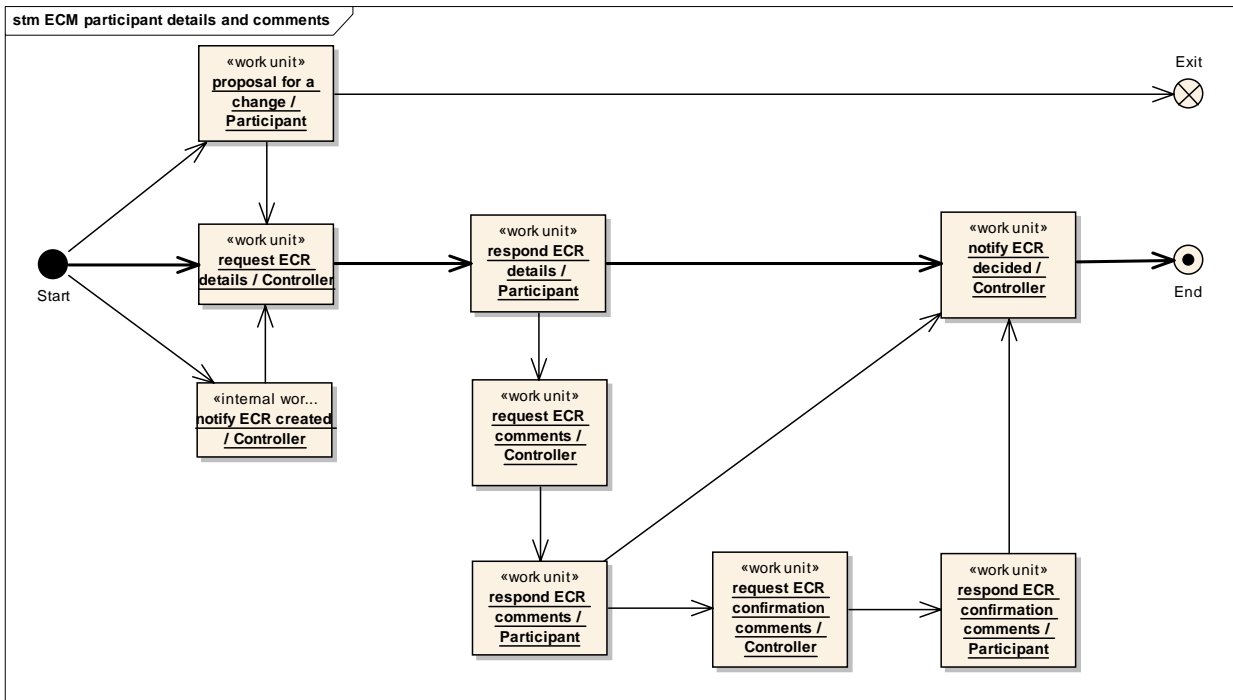 stm ECM participant details and comments
«work unit»
proposal for a
change /
Participant
Exit
«work unit»
request ECR
details / Controller
«work unit»
respond ECR
details /
Participant
«work unit»
notify ECR
decided /
Controller
Start
End
«internal wor...
notify ECR created
/ Controller
«work unit»
request ECR
comments /
Controller
«work unit»
respond ECR
comments /
Participant
«work unit»
request ECR
confirmation
comments /
Controller
«work unit»
respond ECR
confirmation
comments /
Participant